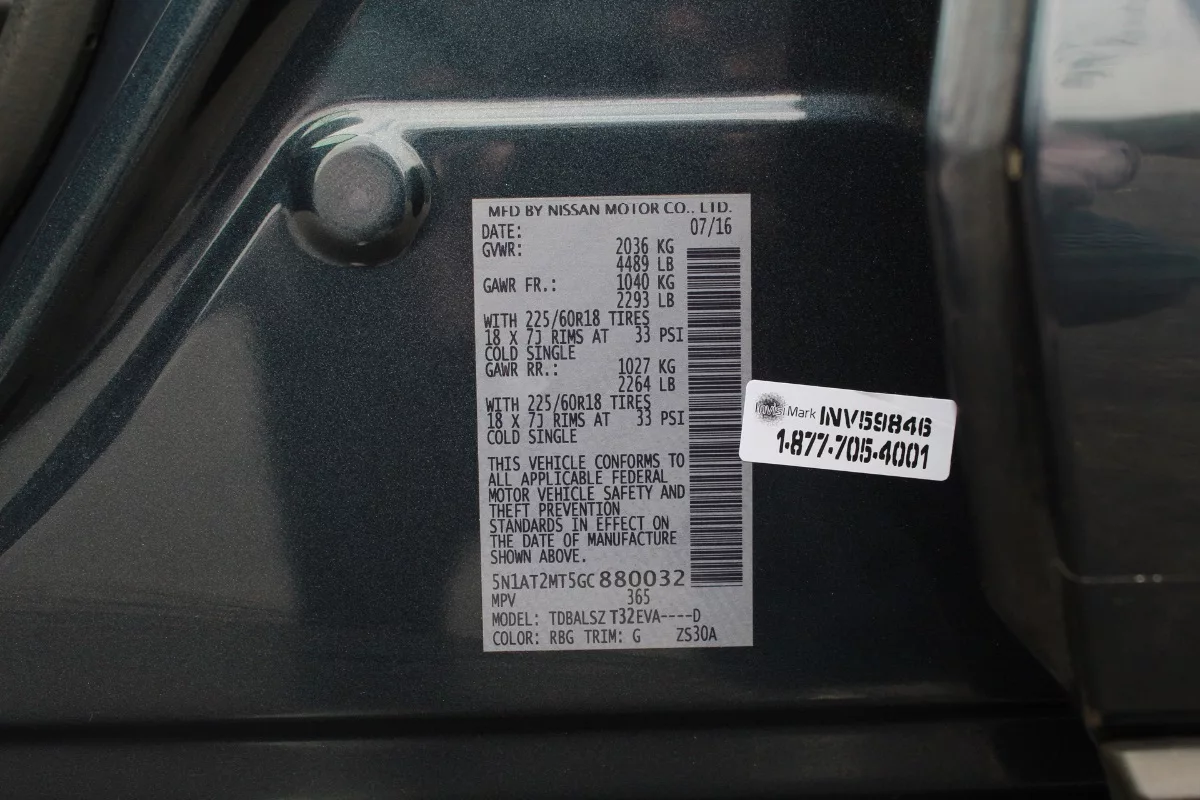 MFD BY NISSAN MOTOR CO., LTD.
DATE: 07/16
GVWR: 2036 KG
4489 LB
GAWR FR.: 1040 KG
2293 LB
WITH 225/60R18 TIRES
18 X 7J RIMS AT 33 PSI
COLD SINGLE
GAWR RR.: 1027 KG
2264 LB
WITH 225/60R18 TIRES
18 X 7J RIMS AT 33 PSI
COLD SINGLE
THIS VEHICLE CONFORMS TO
ALL APPLICABLE FEDERAL
MOTOR VEHICLE SAFETY AND
THEFT PREVENTION
STANDARDS IN EFFECT ON
THE DATE OF MANUFACTURE
SHOWN ABOVE.
5N1AT2MT5GC880032
MPV 365
MODEL: TDBALSZ T32EVA----D
COLOR: RBG TRIM: G ZS30A
Mark INV59846
1-877-705-4001